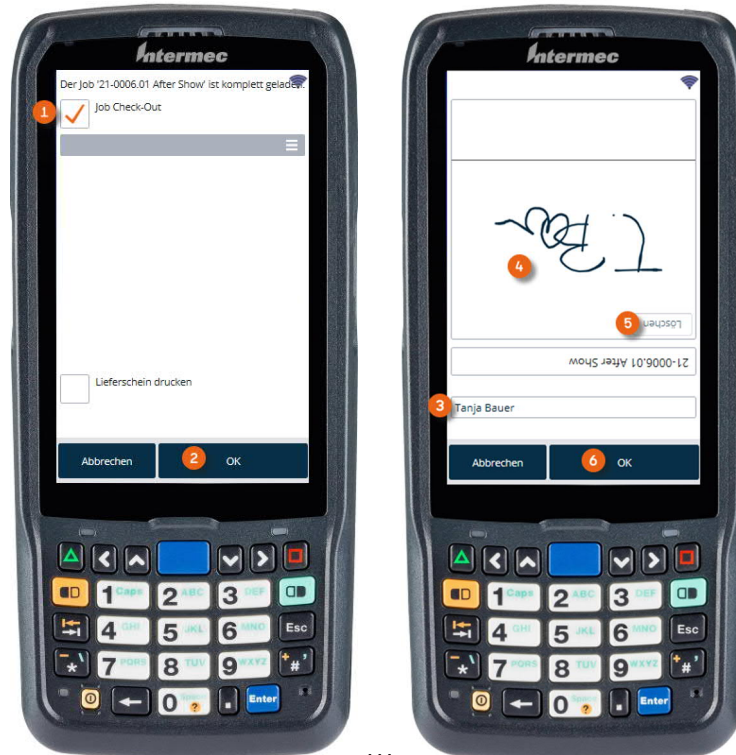 Intermec
Der Job '21-0006.01 After Show' ist komplett geladen.
1 Job Check-Out
Lieferschein drucken
Abbrechen 2 OK
1 Caps 2 ABC 3 DEF
4 GHI 5 JKL 6 MNO Esc
* 7 PQRS 8 TUV 9 WXYZ + # '
0 Space ? . Enter
Intermec
4
5 Löschen
21-0006.01 After Show
3 Tanja Bauer
Abbrechen 6 OK
1 Caps 2 ABC 3 DEF
4 GHI 5 JKL 6 MNO Esc
* 7 PQRS 8 TUV 9 WXYZ + # '
0 Space ? . Enter